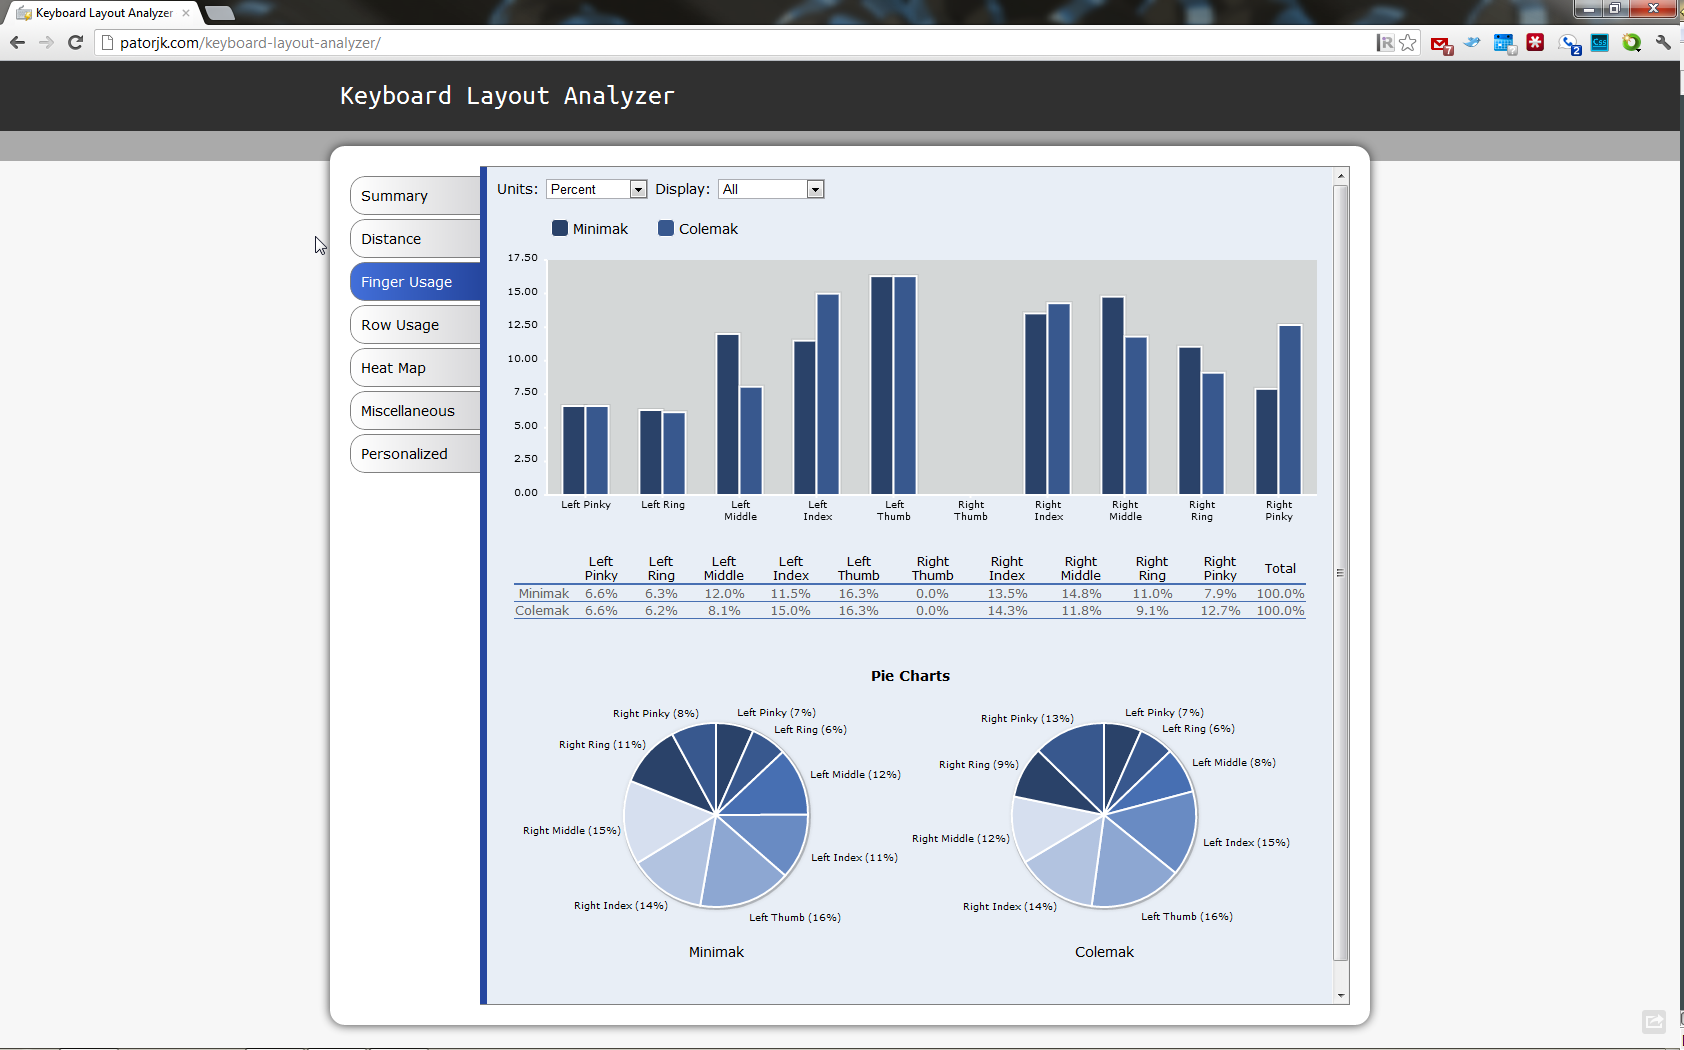 Keyboard Layout Analyzer
patorjk.com/keyboard-layout-analyzer/
7
2
Css
Keyboard Layout Analyzer
Summary
Distance
Finger Usage
Row Usage
Heat Map
Miscellaneous
Personalized
Units: Percent Display: All
Minimak Colemak
17.50
15.00
12.50
10.00
7.50
5.00
2.50
0.00
Left Pinky Left Ring Left Middle Left Index Left Thumb Right Thumb Right Index Right Middle Right Ring Right Pinky
Left Pinky Left Ring Left Middle Left Index Left Thumb Right Thumb Right Index Right Middle Right Ring Right Pinky Total
Minimak 6.6% 6.3% 12.0% 11.5% 16.3% 0.0% 13.5% 14.8% 11.0% 7.9% 100.0%
Colemak 6.6% 6.2% 8.1% 15.0% 16.3% 0.0% 14.3% 11.8% 9.1% 12.7% 100.0%
Pie Charts
Right Pinky (8%)
Left Pinky (7%)
Left Ring (6%)
Right Ring (11%)
Left Middle (12%)
Right Middle (15%)
Left Index (11%)
Right Index (14%)
Left Thumb (16%)
Minimak
Right Pinky (13%)
Left Pinky (7%)
Left Ring (6%)
Right Ring (9%)
Left Middle (8%)
Right Middle (12%)
Left Index (15%)
Right Index (14%)
Left Thumb (16%)
Colemak